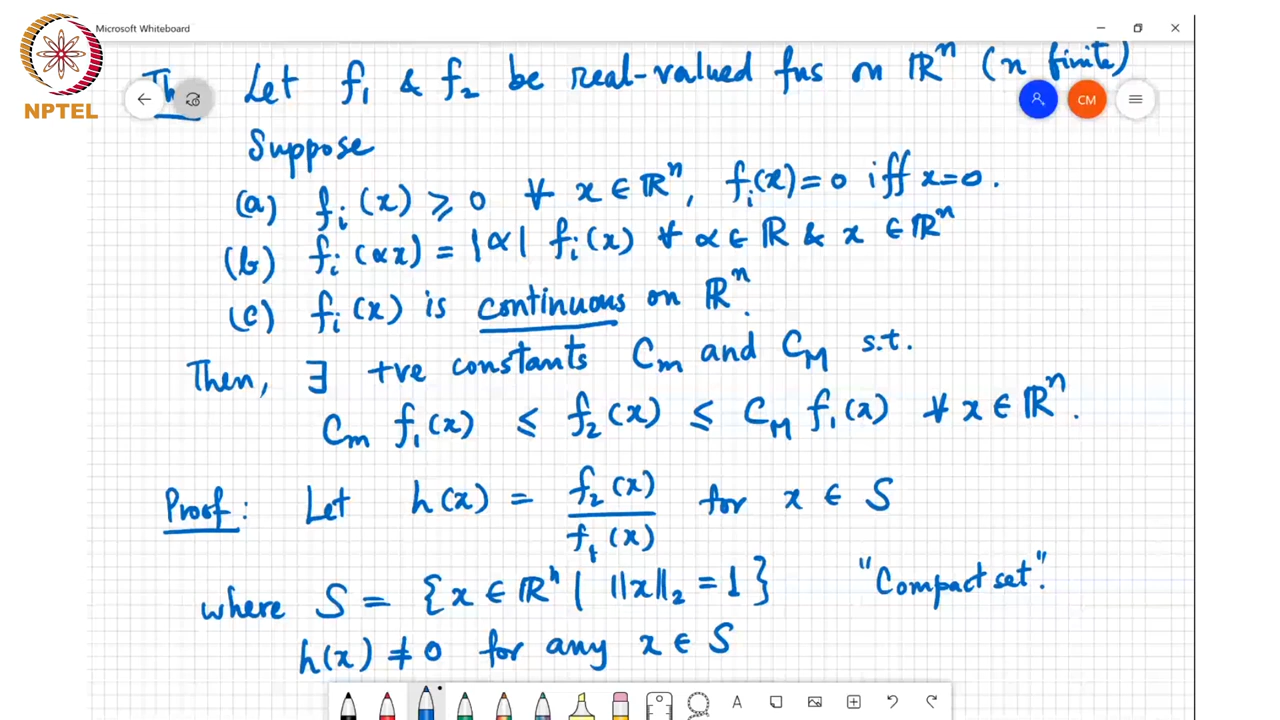 Microsoft Whiteboard
NPTEL
CM
Let f₁ & f₂ be real-valued fns on ℝⁿ (n finite)
Suppose
(a) fᵢ(x) ⩾ 0 ∀ x ∈ ℝⁿ, fᵢ(x)=0 iff x=0.
(b) fᵢ(αx) = |α| fᵢ(x) ∀ α ∈ ℝ & x ∈ ℝⁿ
(c) fᵢ(x) is continuous on ℝⁿ.
Then, ∃ +ve constants Cₘ and C_M s.t.
Cₘ f₁(x) ≤ f₂(x) ≤ C_M f₁(x) ∀ x ∈ ℝⁿ.
Proof: Let h(x) = f₂(x)/f₁(x) for x ∈ S
where S = {x ∈ ℝⁿ | ||x||₂ = 1} "Compact set".
h(x) ≠ 0 for any x ∈ S